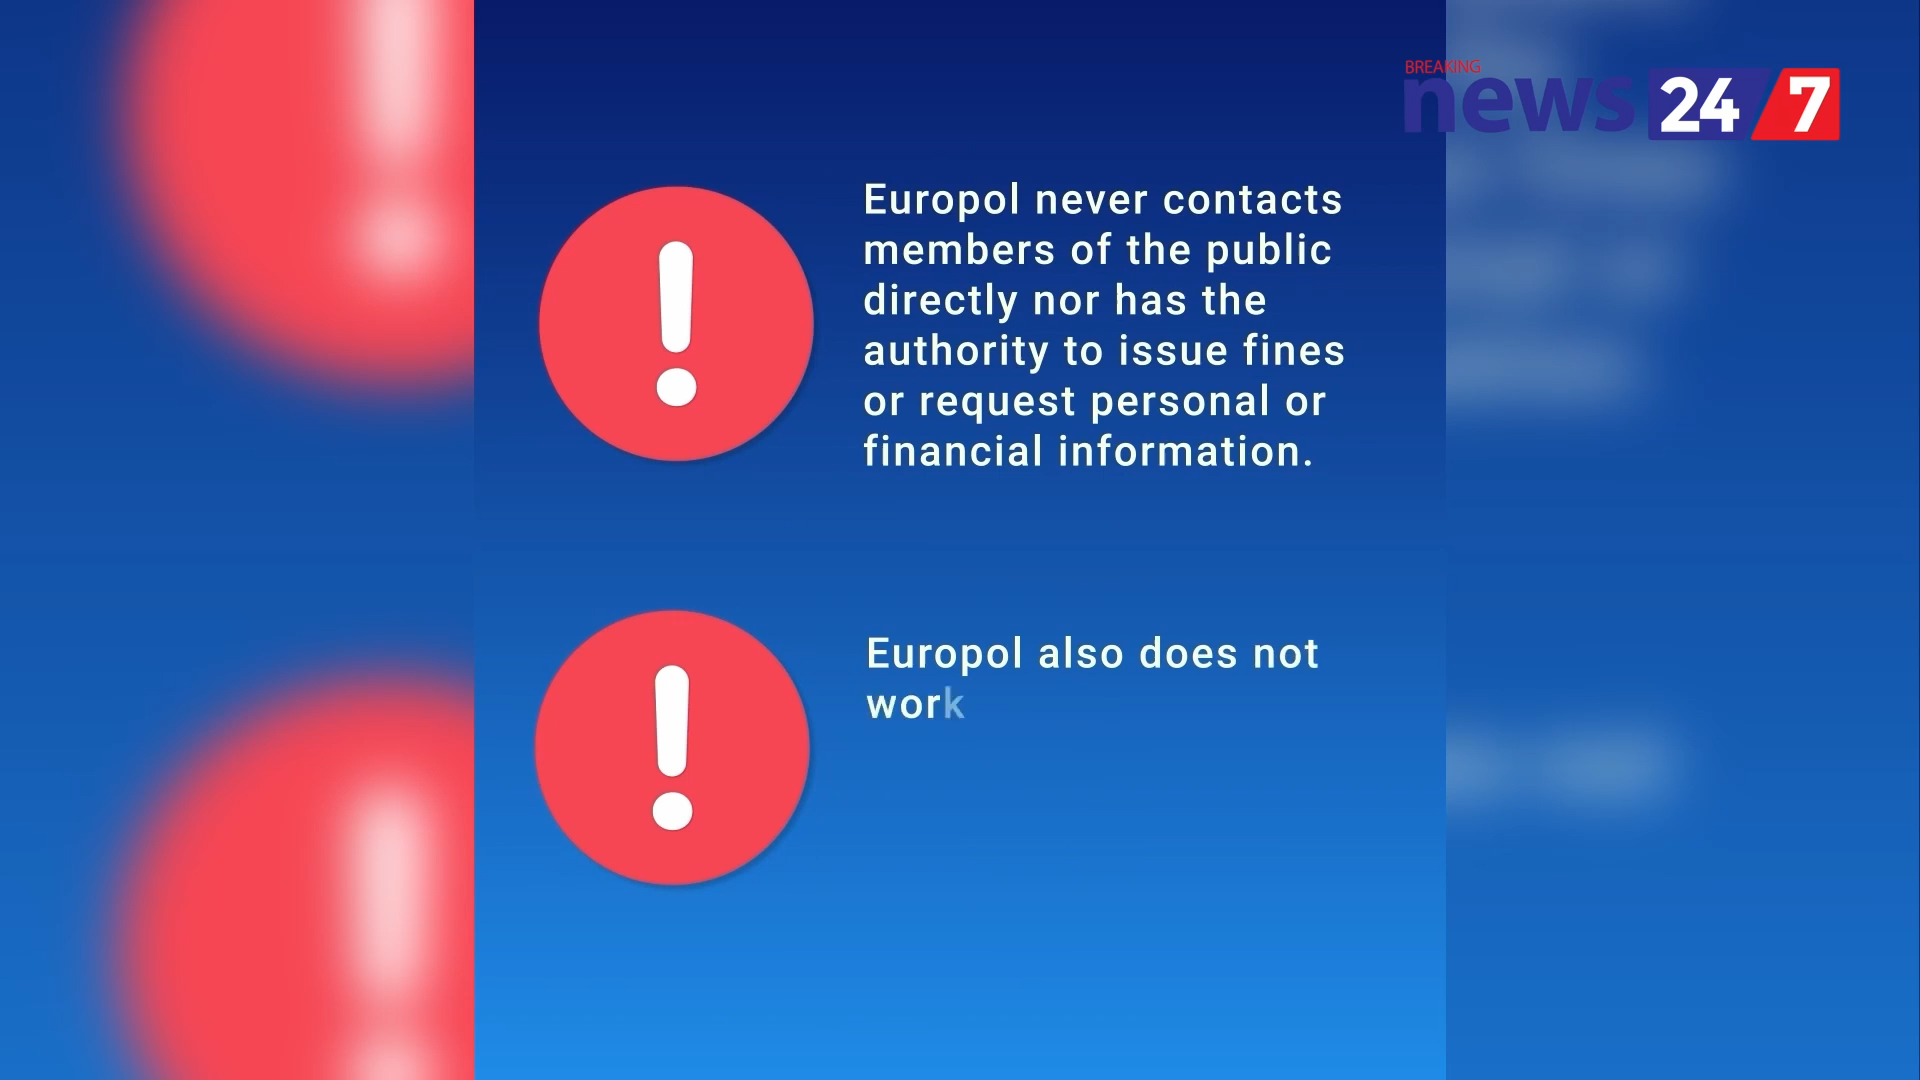 BREAKING
news 24/7
Europol never contacts
members of the public
directly nor has the
authority to issue fines
or request personal or
financial information.
Europol also does not
work